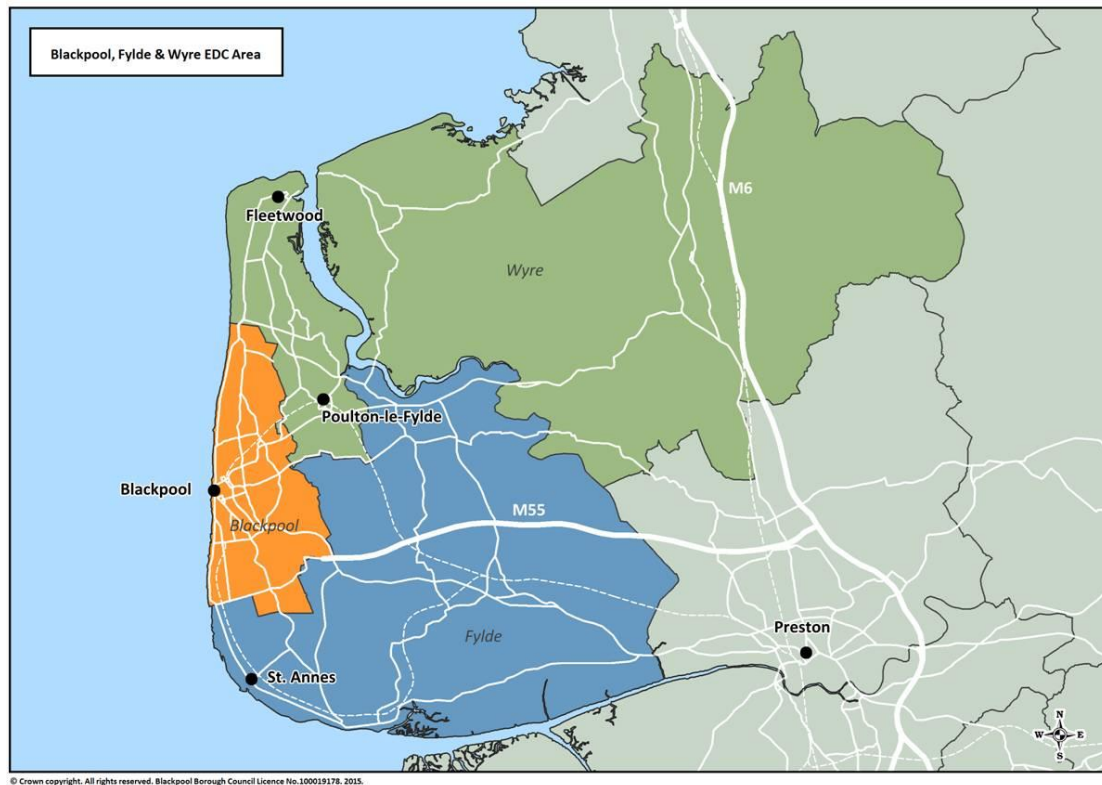 Blackpool, Fylde & Wyre EDC Area
M6
Fleetwood
Wyre
Poulton-le-Fylde
Blackpool
M55
Blackpool
Preston
Fylde
St. Annes
N
W E
S
© Crown copyright. All rights reserved. Blackpool Borough Council Licence No.100019178. 2015.